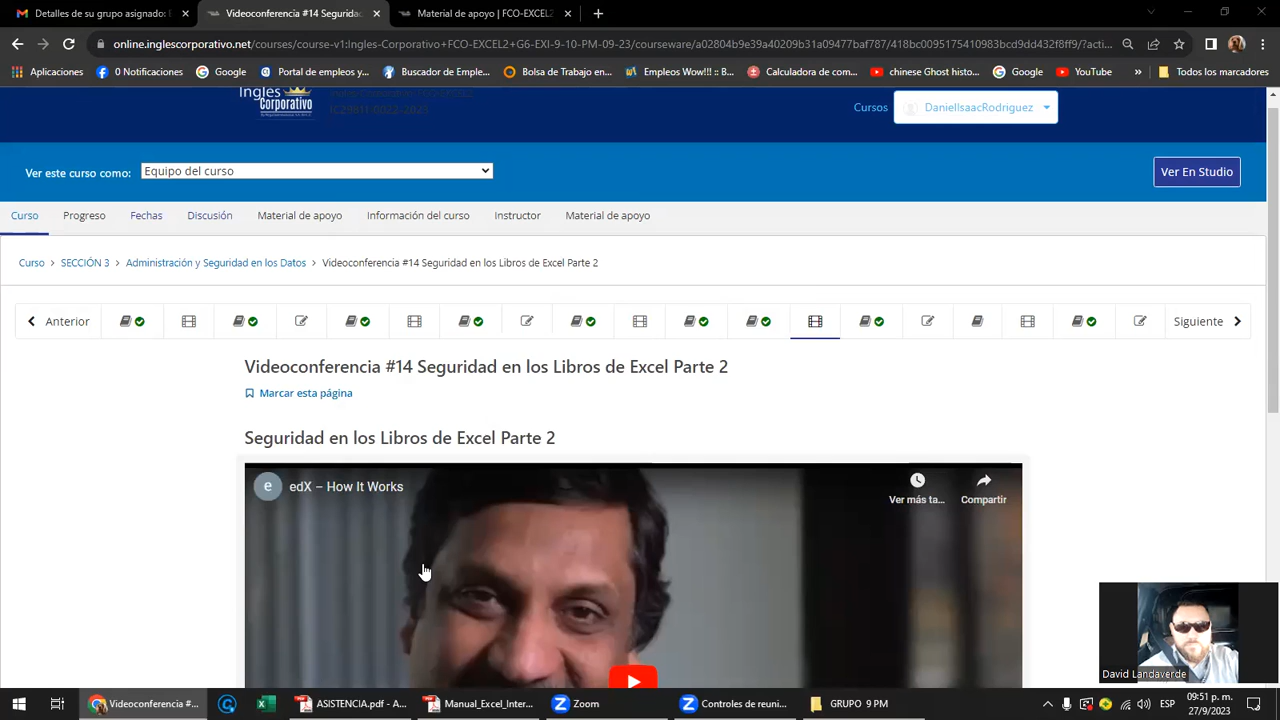 Detalles de su grupo asignado: E
Videoconferencia #14 Seguridad
Material de apoyo | FCO-EXCEL2
online.inglescorporativo.net/courses/course-v1:Ingles-Corporativo+FCO-EXCEL2+G6-EXI-9-10-PM-09-23/courseware/a02804b9e39a40209b31a09477baf787/418bc0095175410983bcd9dd432f8ff9/?acti...
Aplicaciones
0 Notificaciones
Google
Portal de empleos y...
Buscador de Emple...
Bolsa de Trabajo en...
Empleos Wow!!! :: B...
Calculadora de com...
chinese Ghost histo...
Google
YouTube
Todos los marcadores
Ingles
Corporativo
Cursos
DanielIsaacRodriguez
Ver este curso como:
Equipo del curso
Ver En Studio
Curso
Progreso
Fechas
Discusión
Material de apoyo
Información del curso
Instructor
Material de apoyo
Curso > SECCIÓN 3 > Administración y Seguridad en los Datos > Videoconferencia #14 Seguridad en los Libros de Excel Parte 2
Anterior
Siguiente
Videoconferencia #14 Seguridad en los Libros de Excel Parte 2
Marcar esta página
Seguridad en los Libros de Excel Parte 2
e
edX – How It Works
Ver más ta...
Compartir
David Landaverde
Videoconferencia #...
ASISTENCIA.pdf - A...
Manual_Excel_Inter...
Zoom
Controles de reuni...
GRUPO 9 PM
ESP
09:51 p. m.
27/9/2023